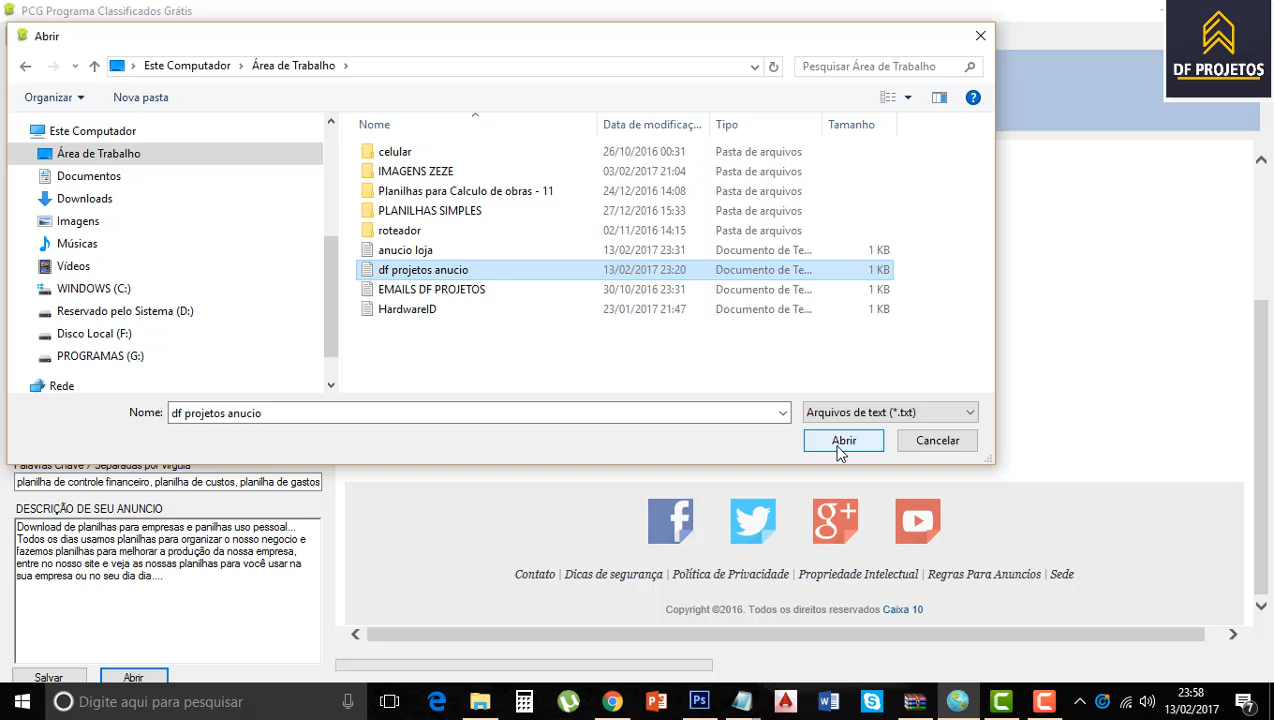 PCG Programa Classificados Grátis
Abrir
Este Computador
Área de Trabalho
Pesquisar Área de Trabalho
DF PROJETOS
Organizar
Nova pasta
Nome
Data de modificaç...
Tipo
Tamanho
Este Computador
Área de Trabalho
Documentos
Downloads
Imagens
Músicas
Vídeos
WINDOWS (C:)
Reservado pelo Sistema (D:)
Disco Local (F:)
PROGRAMAS (G:)
Rede
celular 26/10/2016 00:31 Pasta de arquivos
IMAGENS ZEZE 03/02/2017 21:04 Pasta de arquivos
Planilhas para Calculo de obras - 11 24/12/2016 14:08 Pasta de arquivos
PLANILHAS SIMPLES 27/12/2016 15:33 Pasta de arquivos
roteador 02/11/2016 14:15 Pasta de arquivos
anucio loja 13/02/2017 23:31 Documento de Te... 1 KB
df projetos anucio 13/02/2017 23:20 Documento de Te... 1 KB
EMAILS DF PROJETOS 30/10/2016 23:31 Documento de Te... 1 KB
HardwareID 23/01/2017 21:47 Documento de Te... 1 KB
Nome: df projetos anucio
Arquivos de text (*.txt)
Abrir
Cancelar
Palavras Chave / Separadas por virgula
planilha de controle financeiro, planilha de custos, planilha de gastos
DESCRIÇÃO DE SEU ANUNCIO
Download de planilhas para empresas e panilhas uso pessoal...
Todos os dias usamos planilhas para organizar o nosso negocio e
fazemos planilhas para melhorar a produção da nossa empresa,
entre no nosso site e veja as nossas planilhas para você usar na
sua empresa ou no seu dia dia....
Salvar
Abrir
Contato | Dicas de segurança | Política de Privacidade | Propriedade Intelectual | Regras Para Anuncios | Sede
Copyright ©2016. Todos os direitos reservados Caixa 10
Digite aqui para pesquisar
23:58
13/02/2017